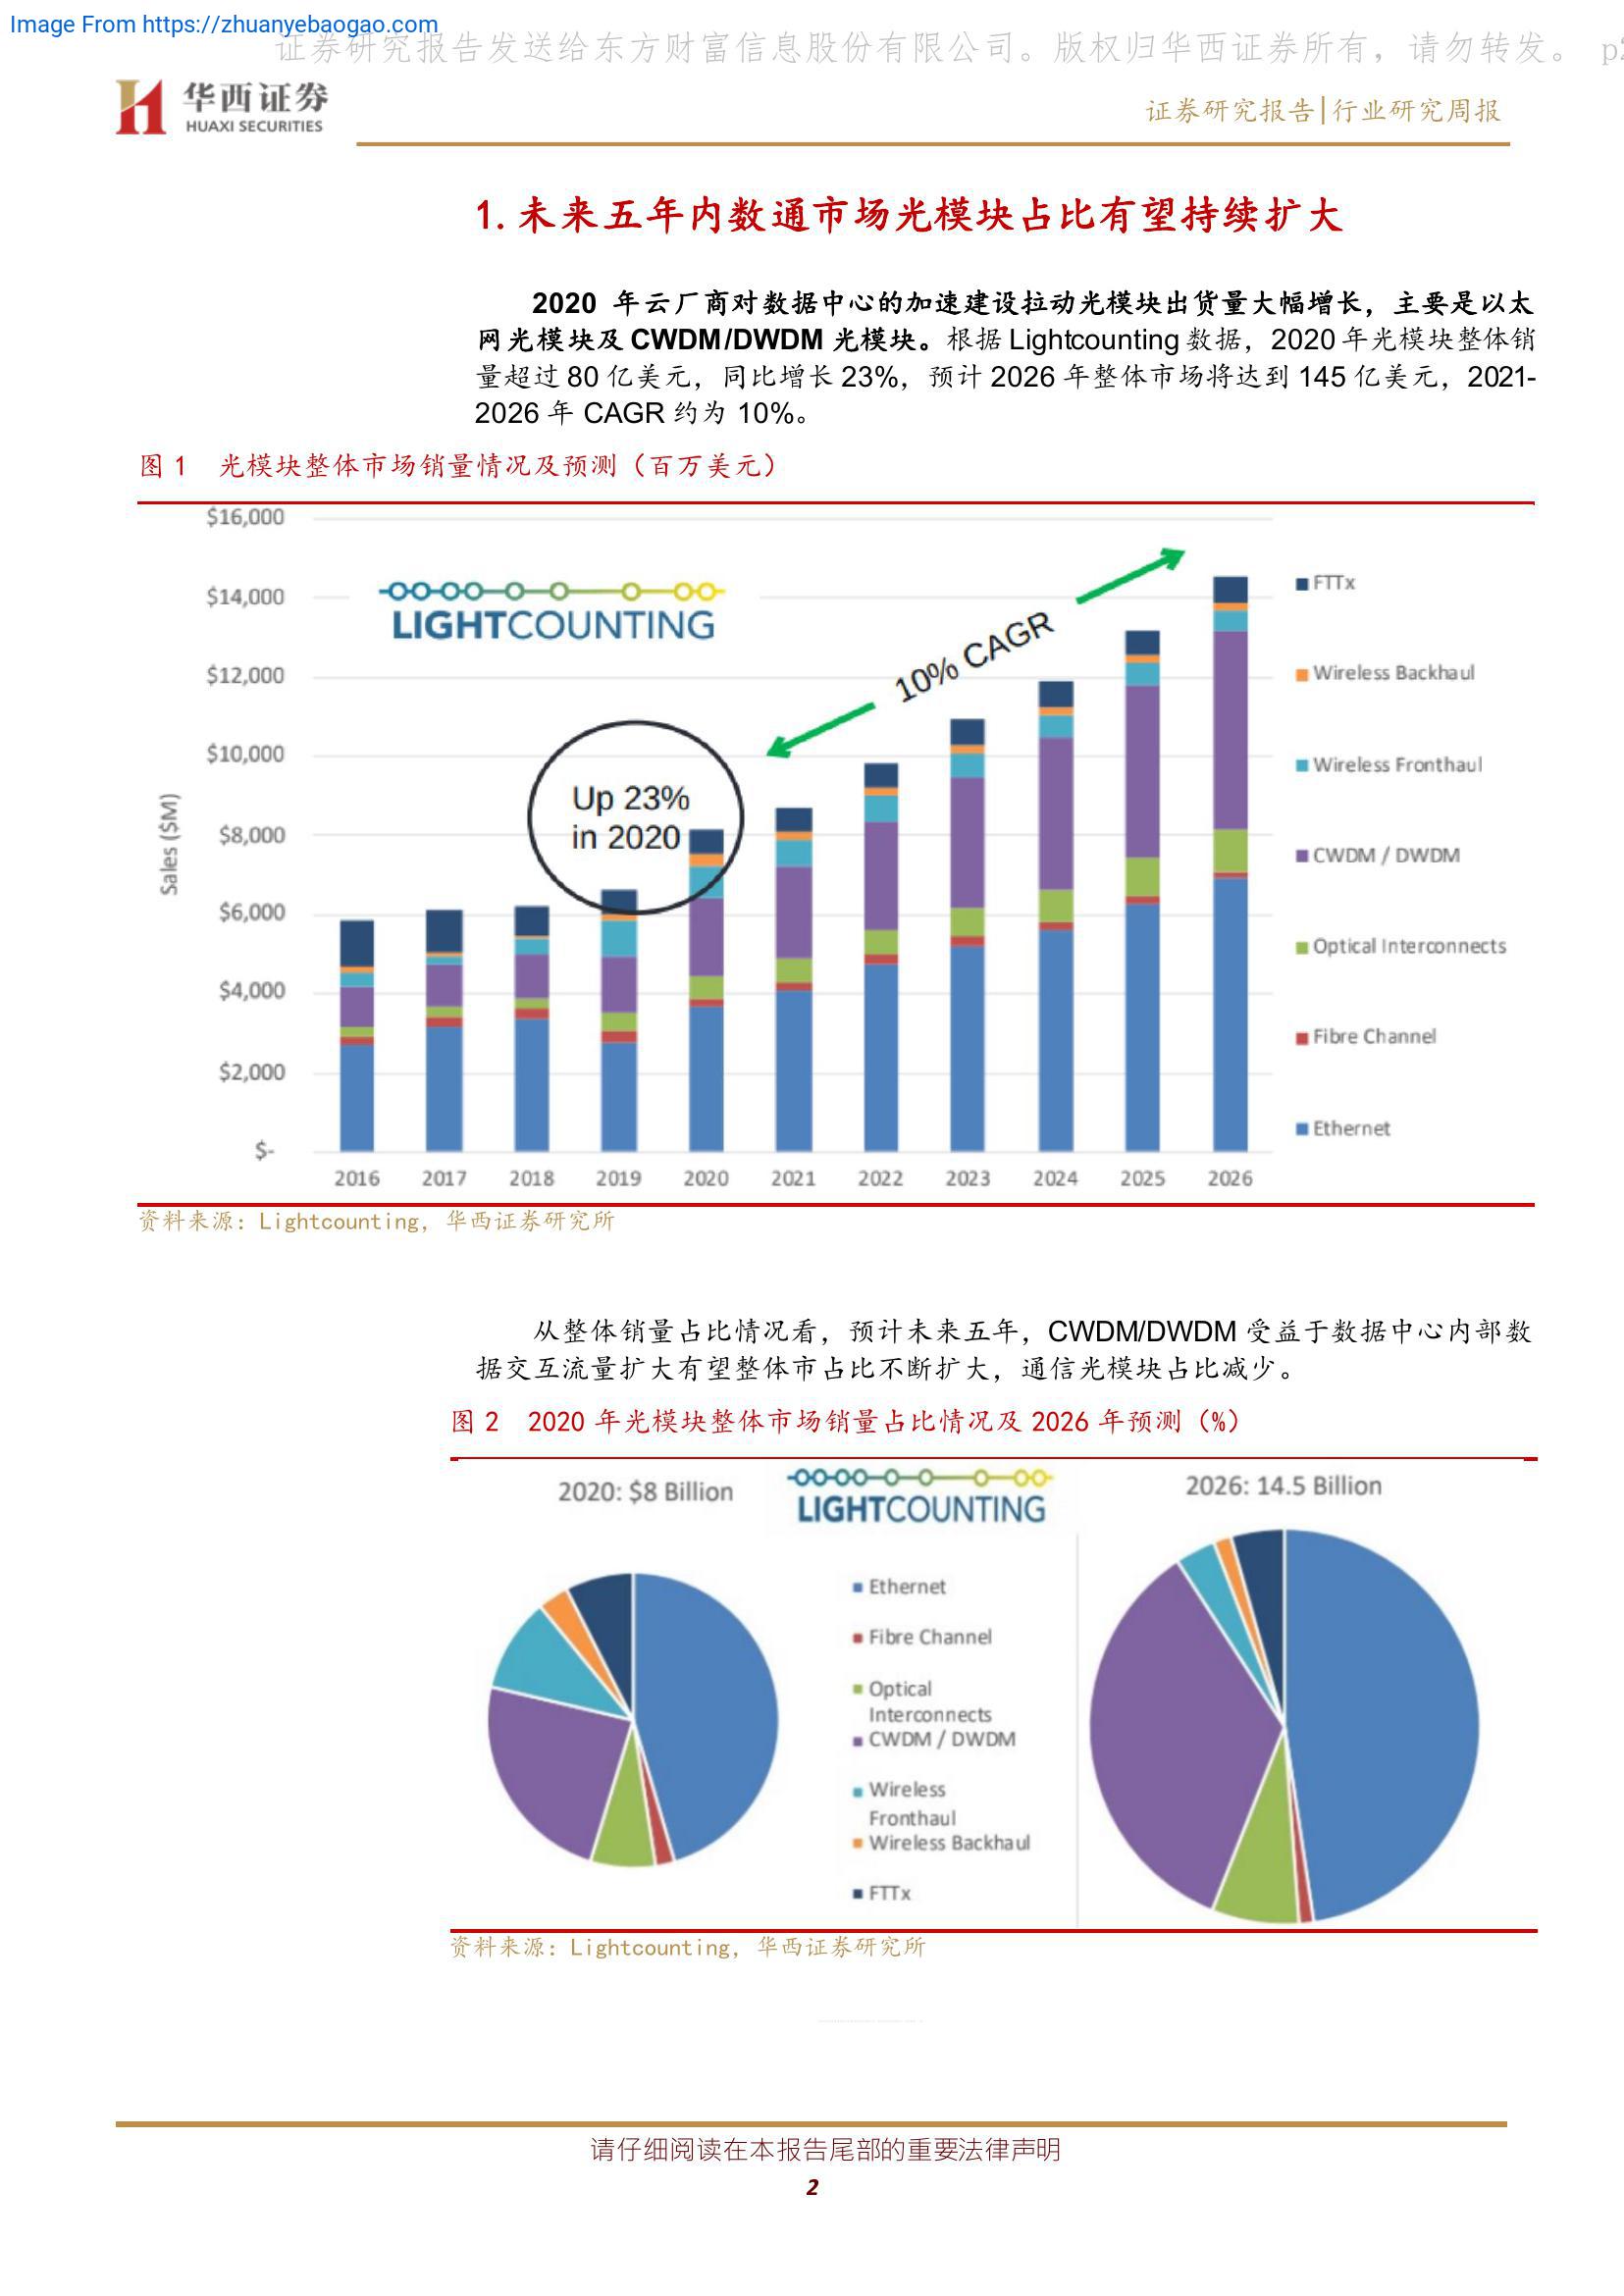 Image From https://zhuanyebaogao.com
证券研究报告发送给东方财富信息股份有限公司。版权归华西证券所有，请勿转发。 p2
华西证券
HUAXI SECURITIES
证券研究报告|行业研究周报
1. 未来五年内数通市场光模块占比有望持续扩大
2020 年云厂商对数据中心的加速建设拉动光模块出货量大幅增长，主要是以太
网光模块及 CWDM/DWDM 光模块。根据 Lightcounting 数据，2020 年光模块整体销
量超过 80 亿美元，同比增长 23%，预计 2026 年整体市场将达到 145 亿美元，2021-
2026 年 CAGR 约为 10%。
图 1 光模块整体市场销量情况及预测（百万美元）
$16,000
$14,000
$12,000
$10,000
$8,000
$6,000
$4,000
$2,000
$-
Sales ($M)
LIGHTCOUNTING
Up 23%
in 2020
10% CAGR
FTTx
Wireless Backhaul
Wireless Fronthaul
CWDM / DWDM
Optical Interconnects
Fibre Channel
Ethernet
2016 2017 2018 2019 2020 2021 2022 2023 2024 2025 2026
资料来源：Lightcounting，华西证券研究所
从整体销量占比情况看，预计未来五年，CWDM/DWDM 受益于数据中心内部数
据交互流量扩大有望整体市占比不断扩大，通信光模块占比减少。
图 2 2020 年光模块整体市场销量占比情况及 2026 年预测（%）
2020: $8 Billion
LIGHTCOUNTING
2026: 14.5 Billion
Ethernet
Fibre Channel
Optical
Interconnects
CWDM / DWDM
Wireless
Fronthaul
Wireless Backhaul
FTTx
资料来源：Lightcounting，华西证券研究所
请仔细阅读在本报告尾部的重要法律声明
2